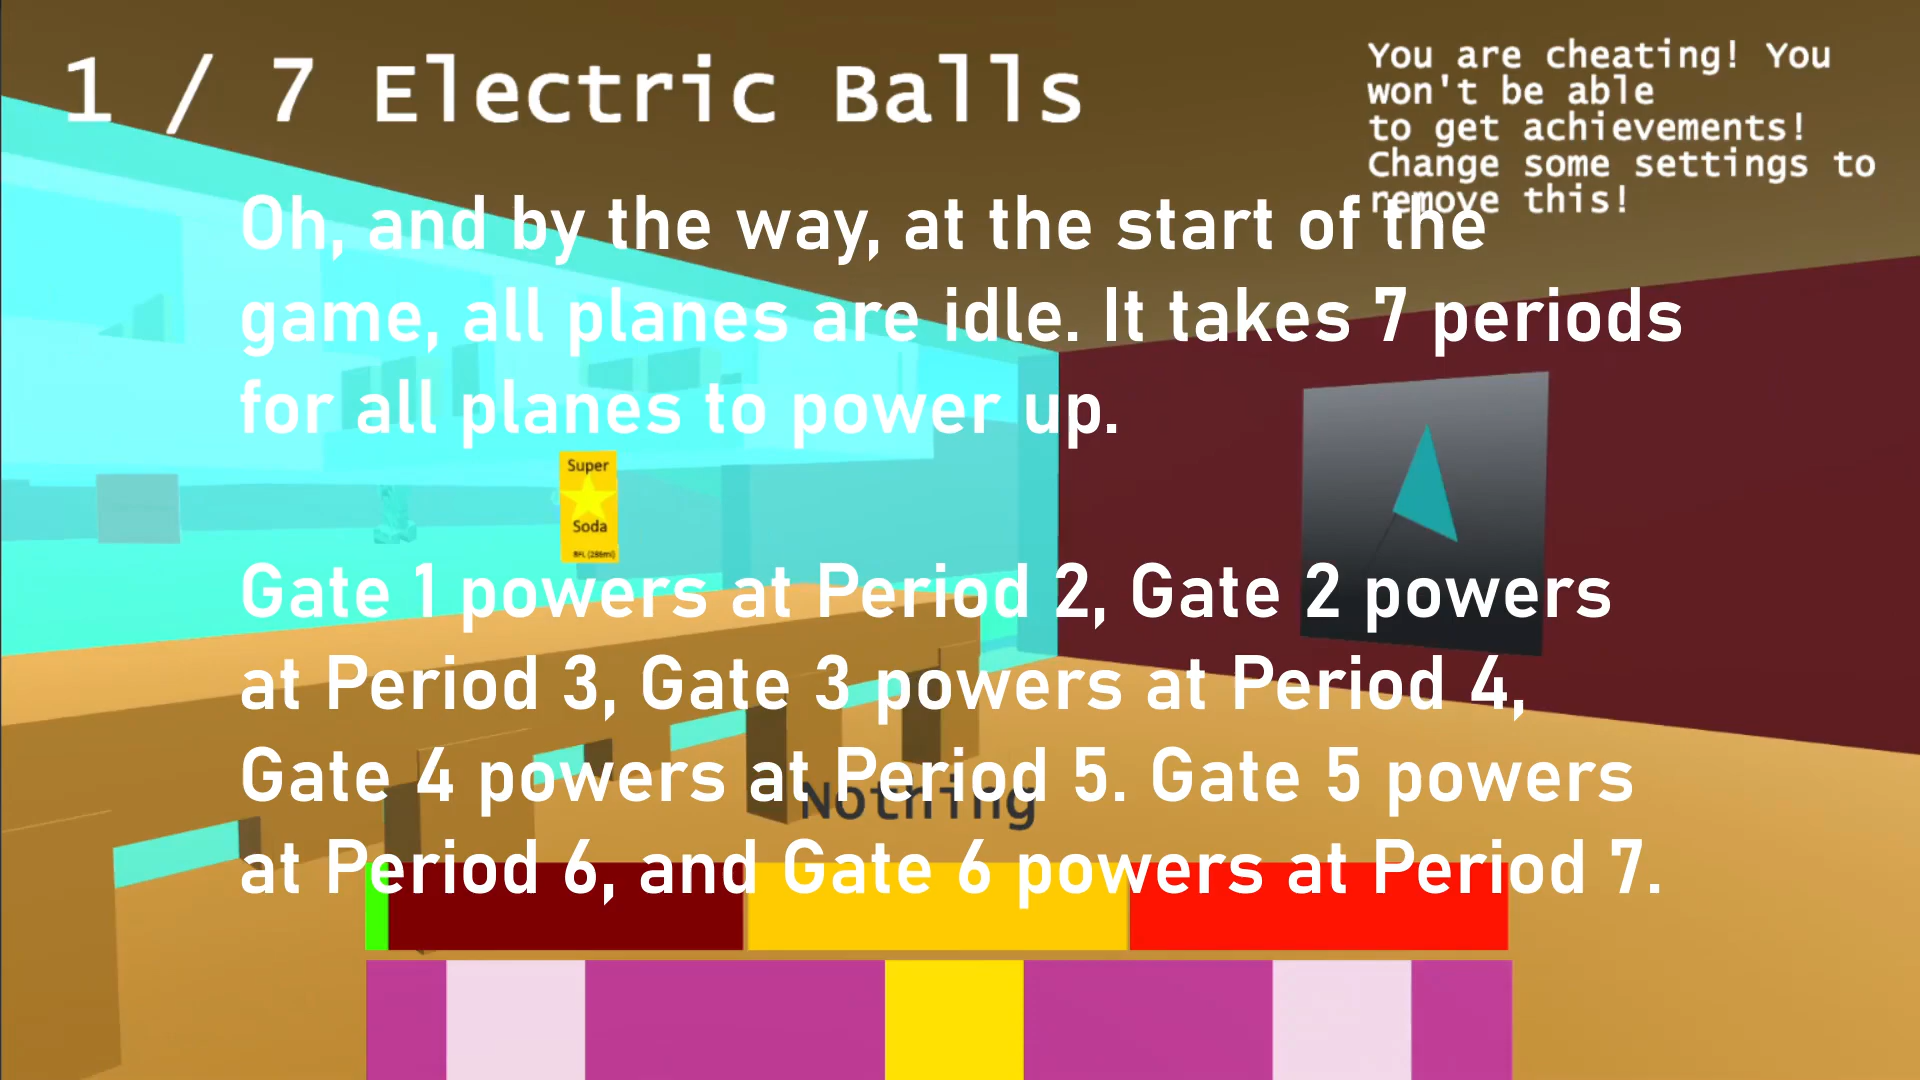 1 / 7 Electric Balls
You are cheating! You
won't be able
to get achievements!
Change some settings to
remove this!
Oh, and by the way, at the start of the
game, all planes are idle. It takes 7 periods
for all planes to power up.
Super
Soda
Gate 1 powers at Period 2, Gate 2 powers
at Period 3, Gate 3 powers at Period 4,
Gate 4 powers at Period 5. Gate 5 powers
at Period 6, and Gate 6 powers at Period 7.
Nothing